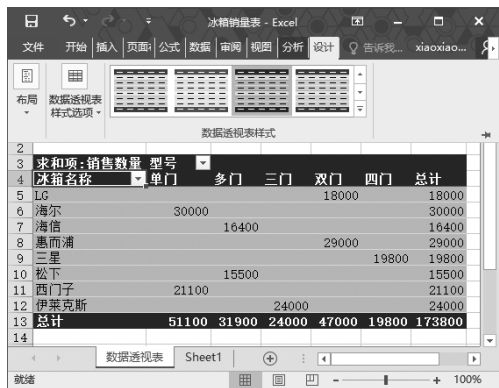 冰箱销量表 - Excel
文件 开始 插入 页面 公式 数据 审阅 视图 分析 设计 告诉我... xiaoxiao...
布局 数据透视表样式选项
数据透视表样式
2
3 求和项:销售数量 型号
4 冰箱名称 单门 多门 三门 双门 四门 总计
5 LG 18000 18000
6 海尔 30000 30000
7 海信 16400 16400
8 惠而浦 29000 29000
9 三星 19800 19800
10 松下 15500 15500
11 西门子 21100 21100
12 伊莱克斯 24000 24000
13 总计 51100 31900 24000 47000 19800 173800
14
数据透视表 Sheet1
就绪 100%